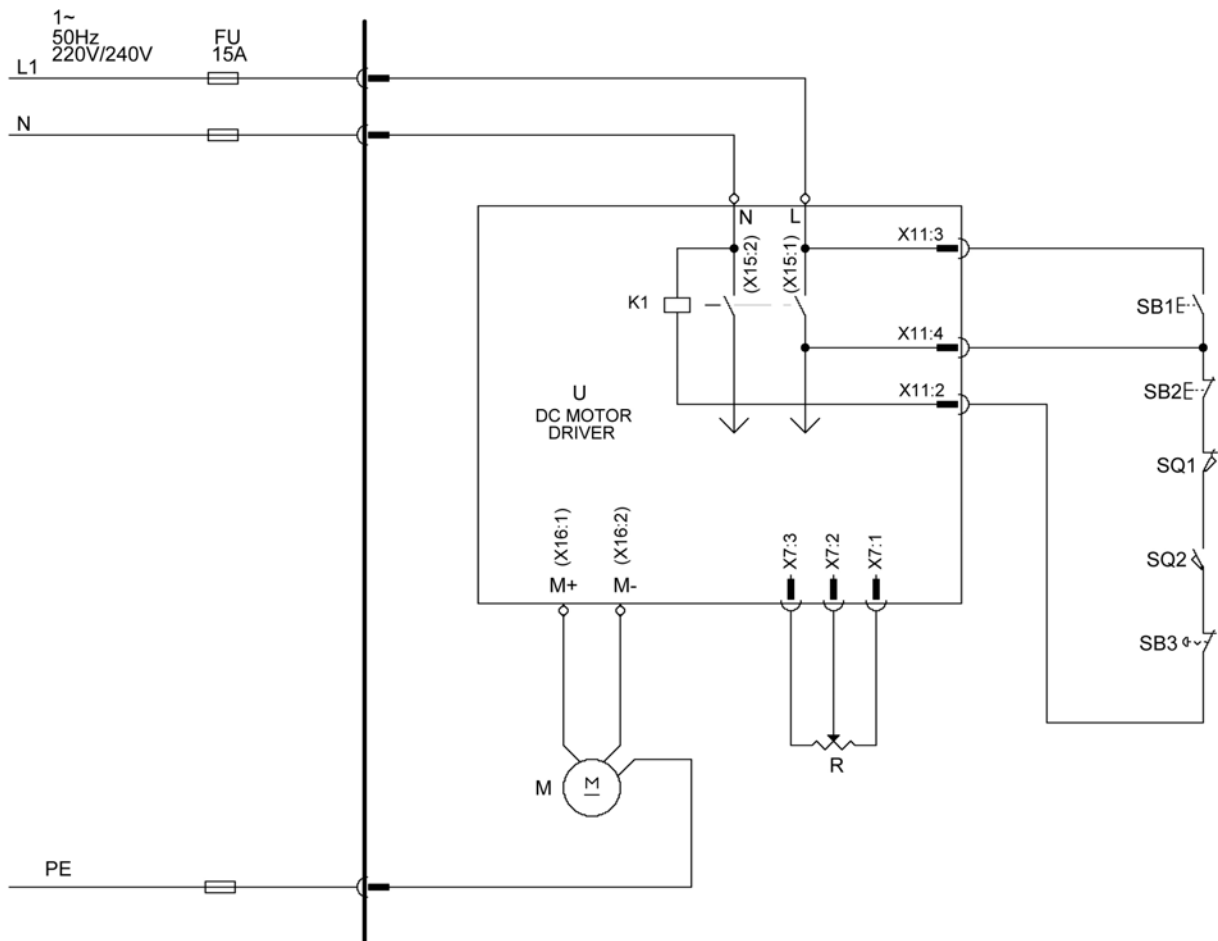 1~
50Hz
220V/240V
FU
15A
L1
N
N
L
(X15:2)
(X15:1)
X11:3
K1
SB1
X11:4
SB2
X11:2
U
DC MOTOR
DRIVER
SQ1
(X16:1)
(X16:2)
X7:3
X7:2
X7:1
SQ2
M+
M-
SB3
R
M
M
PE